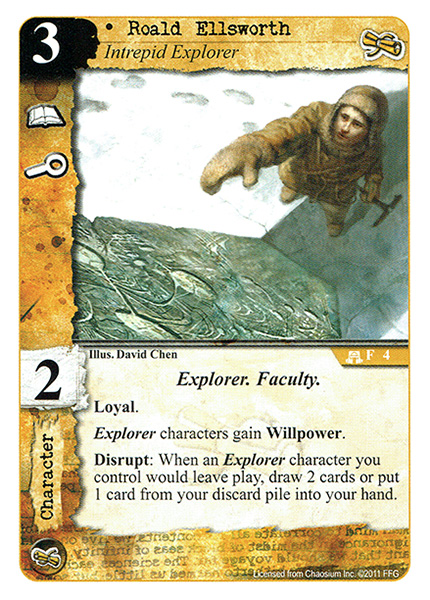 3
• Roald Ellsworth
Intrepid Explorer
Illus. David Chen
F 4
2
Character
Explorer. Faculty.
Loyal.
Explorer characters gain Willpower.
Disrupt: When an Explorer character you
control would leave play, draw 2 cards or put
1 card from your discard pile into your hand.
Licensed from Chaosium Inc. ©2011 FFG